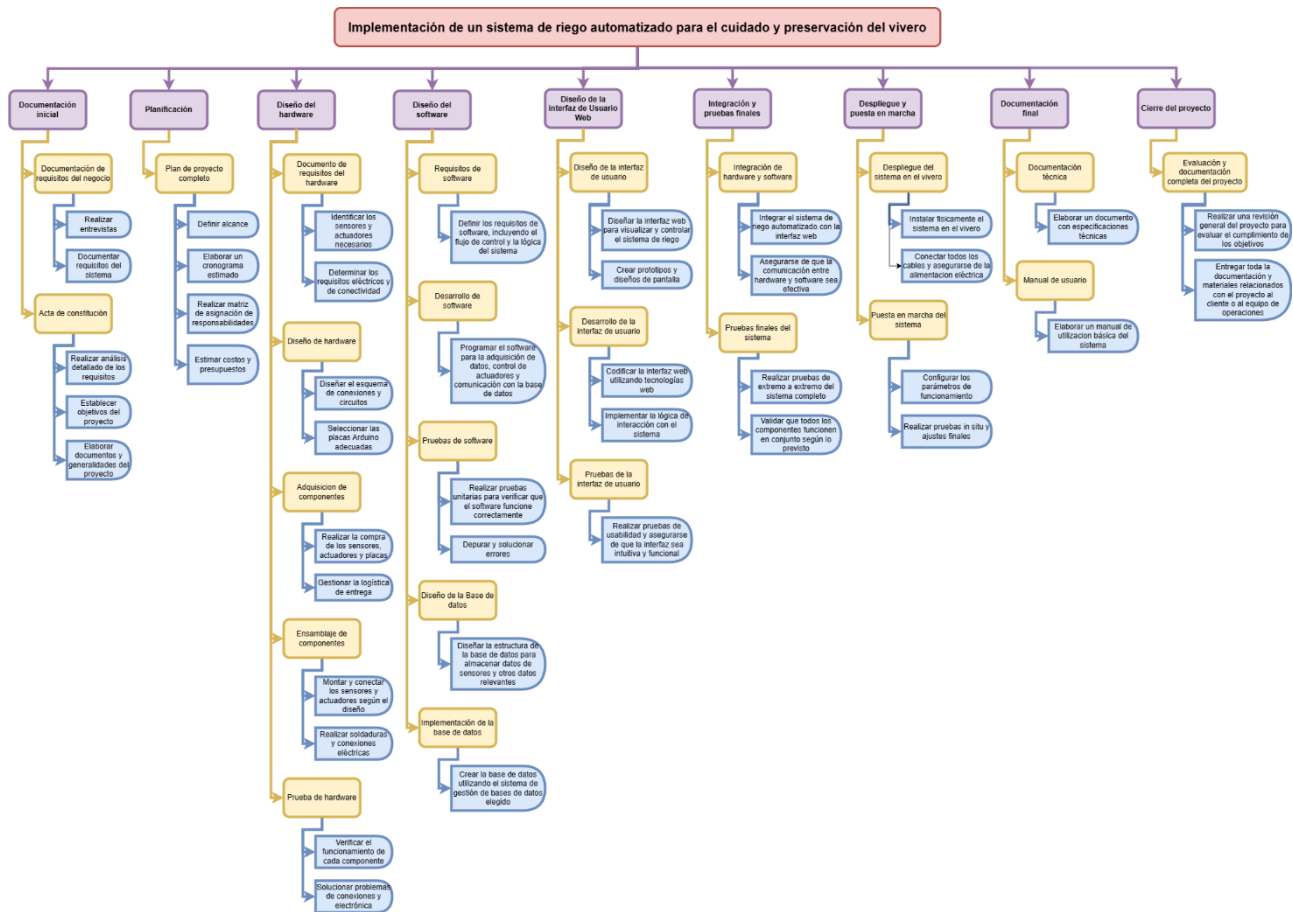 Implementación de un sistema de riego automatizado para el cuidado y preservación del vivero
Documentación
inicial
Documentación de
requisitos del negocio
Realizar
entrevistas
Documentar
requisitos del
sistema
Acta de constitución
Realizar análisis
detallado de los
requisitos
Establecer
objetivos del
proyecto
Elaborar
documentos y
generalidades del
proyecto
Planificación
Plan de proyecto
completo
Definir alcance
Elaborar un
cronograma
estimado
Realizar matriz
de asignación de
responsabilidades
Estimar costos y
presupuestos
Diseño del
hardware
Documento de
requisitos del
hardware
Identificar los
sensores y
actuadores
necesarios
Determinar los
requisitos eléctricos
y de conectividad
Diseño de hardware
Diseñar el esquema
de conexiones y
circuitos
Seleccionar las
placas Arduino
adecuadas
Adquisicion de
componentes
Realizar la compra
de los sensores,
actuadores y placas
Gestionar la logística
de entrega
Ensamblaje de
componentes
Montar y conectar
los sensores y
actuadores según el
diseño
Realizar soldaduras
y conexiones
eléctricas
Prueba de hardware
Verificar el
funcionamiento de
cada componente
Solucionar problemas
de conexiones y
electrónica
Diseño del
software
Requisitos de
software
Definir los requisitos de
software, incluyendo el
flujo de control y la lógica
del sistema
Desarrollo de
software
Programar el software
para la adquisición de
datos, control de
actuadores y
comunicación con la base
de datos
Pruebas de software
Realizar pruebas
unitarias para verificar que
el software funcione
correctamente
Depurar y solucionar
errores
Diseño de la Base de
datos
Diseñar la estructura de
la base de datos para
almacenar datos de
sensores y otros datos
relevantes
Implementación de la
base de datos
Crear la base de datos
utilizando el sistema de
gestión de bases de datos
elegido
Diseño de la
interfaz de Usuario
Web
Diseño de la interfaz
de usuario
Diseñar la interfaz web
para visualizar y controlar
el sistema de riego
Crear prototipos y
diseños de pantalla
Desarrollo de la
interfaz de usuario
Codificar la interfaz web
utilizando tecnologías
web
Implementar la lógica de
interacción con el
sistema
Pruebas de la
interfaz de usuario
Realizar pruebas de
usabilidad y asegurarse
de que la interfaz sea
intuitiva y funcional
Integración y
pruebas finales
Integración de
hardware y software
Integrar el sistema de
riego automatizado con la
interfaz web
Asegurarse de que la
comunicación entre
hardware y software sea
efectiva
Pruebas finales del
sistema
Realizar pruebas de
extremo a extremo del
sistema completo
Validar que todos los
componentes funcionen
en conjunto según lo
previsto
Despliegue y
puesta en marcha
Despliegue del
sistema en el vivero
Instalar fisicamente el
sistema en el vivero
Conectar todos los
cables y asegurarse de la
alimentacion eléctrica
Puesta en marcha del
sistema
Configurar los
parámetros de
funcionamiento
Realizar pruebas in situ y
ajustes finales
Documentación
final
Documentación
técnica
Elaborar un documento
con especificaciones
técnicas
Manual de usuario
Elaborar un manual de
utilizacion básica del
sistema
Cierre del proyecto
Evaluación y
documentación
completa del proyecto
Realizar una revisión
general del proyecto para
evaluar el cumplimiento de
los objetivos
Entregar toda la
documentación y
materiales relacionados
con el proyecto al
cliente o al equipo de
operaciones